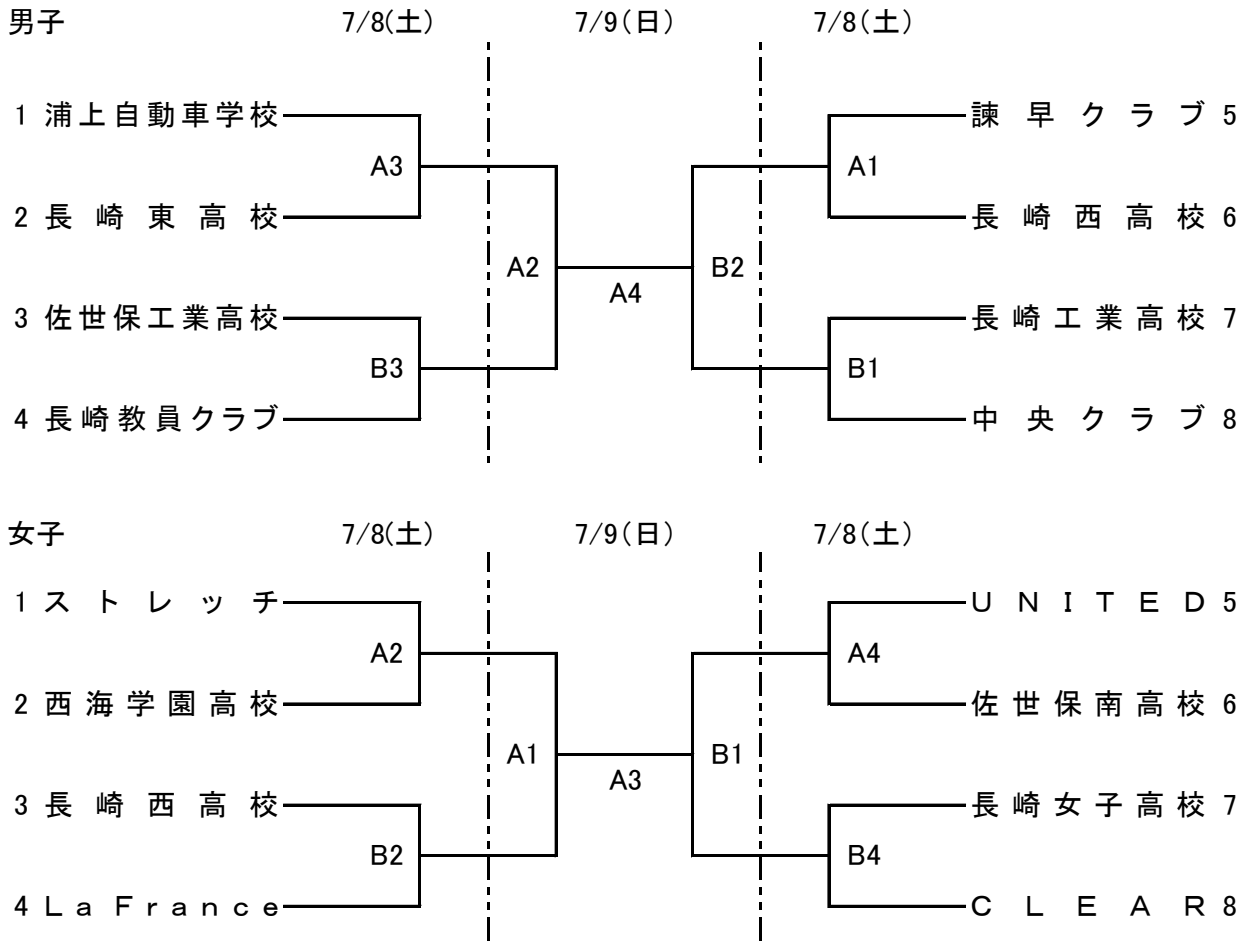 男子 7/8(土) 7/9(日) 7/8(土)
1 浦上自動車学校 諫早クラブ 5
A3 A1
2 長崎東高校 長崎西高校 6
A2 B2
A4
3 佐世保工業高校 長崎工業高校 7
B3 B1
4 長崎教員クラブ 中央クラブ 8
女子 7/8(土) 7/9(日) 7/8(土)
1 ストレッチ UNITED 5
A2 A4
2 西海学園高校 佐世保南高校 6
A1 B1
A3
3 長崎西高校 長崎女子高校 7
B2 B4
4 La France CLEAR 8